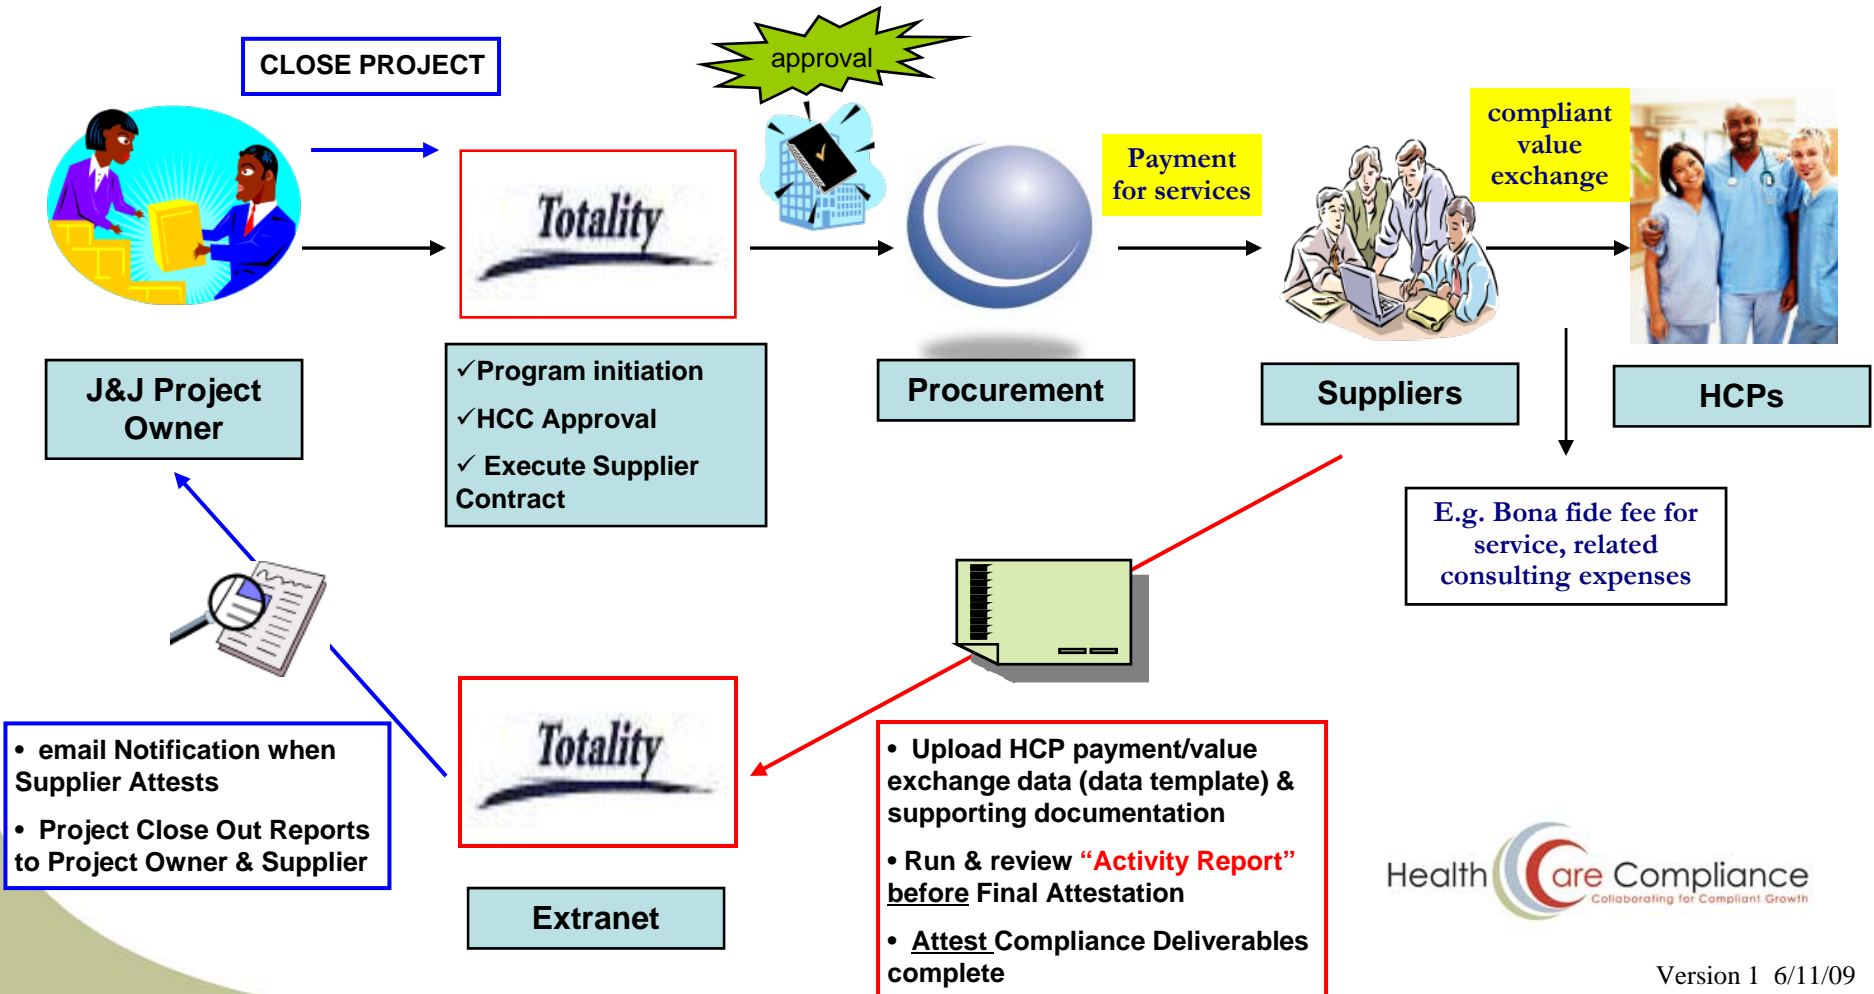 CLOSE PROJECT
approval
Totality
Payment
for services
compliant
value
exchange
J&J Project
Owner
✓Program initiation
✓HCC Approval
✓ Execute Supplier
Contract
Procurement
Suppliers
HCPs
E.g. Bona fide fee for
service, related
consulting expenses
• email Notification when
Supplier Attests
• Project Close Out Reports
to Project Owner & Supplier
Totality
Extranet
• Upload HCP payment/value
exchange data (data template) &
supporting documentation
• Run & review “Activity Report”
before Final Attestation
• Attest Compliance Deliverables
complete
Health Care Compliance
Collaborating for Compliant Growth
Version 1 6/11/09